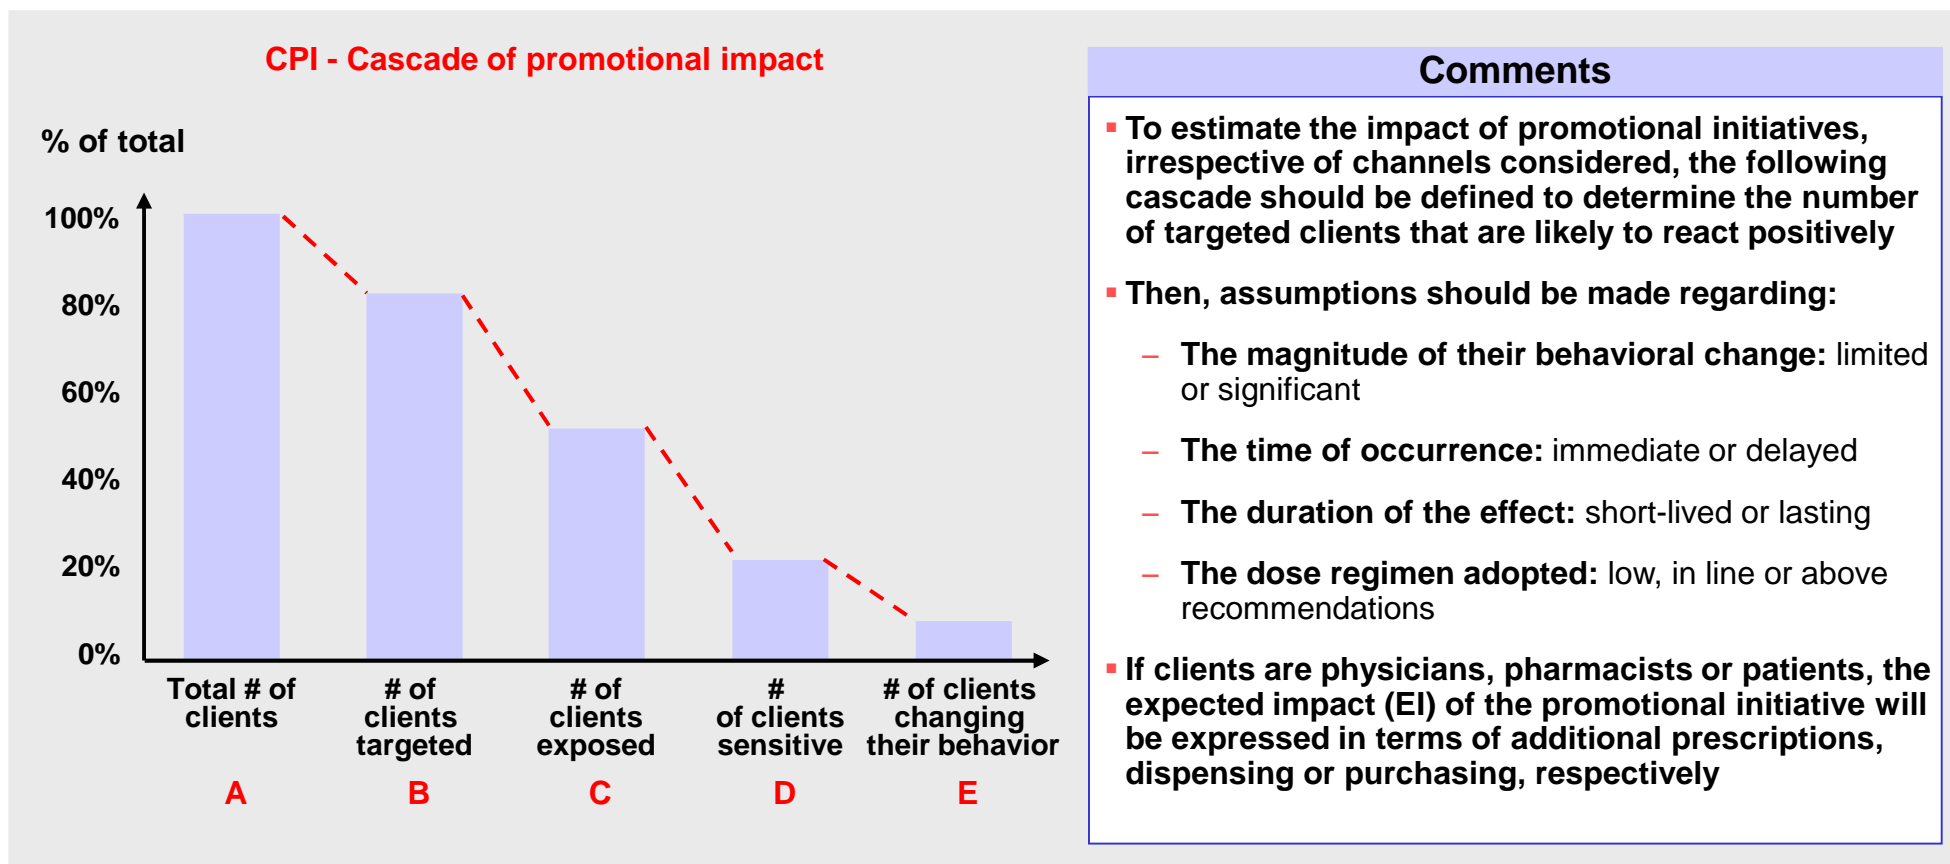 CPI - Cascade of promotional impact
% of total
100%
80%
60%
40%
20%
0%
Total # of
clients
# of
clients
targeted
# of
clients
exposed
#
of clients
sensitive
# of clients
changing
their behavior
A
B
C
D
E
Comments
▪ To estimate the impact of promotional initiatives,
irrespective of channels considered, the following
cascade should be defined to determine the number
of targeted clients that are likely to react positively
▪ Then, assumptions should be made regarding:
– The magnitude of their behavioral change: limited
or significant
– The time of occurrence: immediate or delayed
– The duration of the effect: short-lived or lasting
– The dose regimen adopted: low, in line or above
recommendations
▪ If clients are physicians, pharmacists or patients, the
expected impact (EI) of the promotional initiative will
be expressed in terms of additional prescriptions,
dispensing or purchasing, respectively